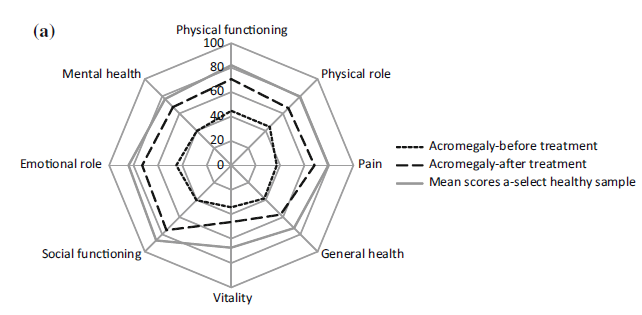 (a)
Physical functioning
100
80
60
40
20
0
Mental health
Physical role
Emotional role
Pain
Social functioning
General health
Vitality
Acromegaly-before treatment
Acromegaly-after treatment
Mean scores a-select healthy sample